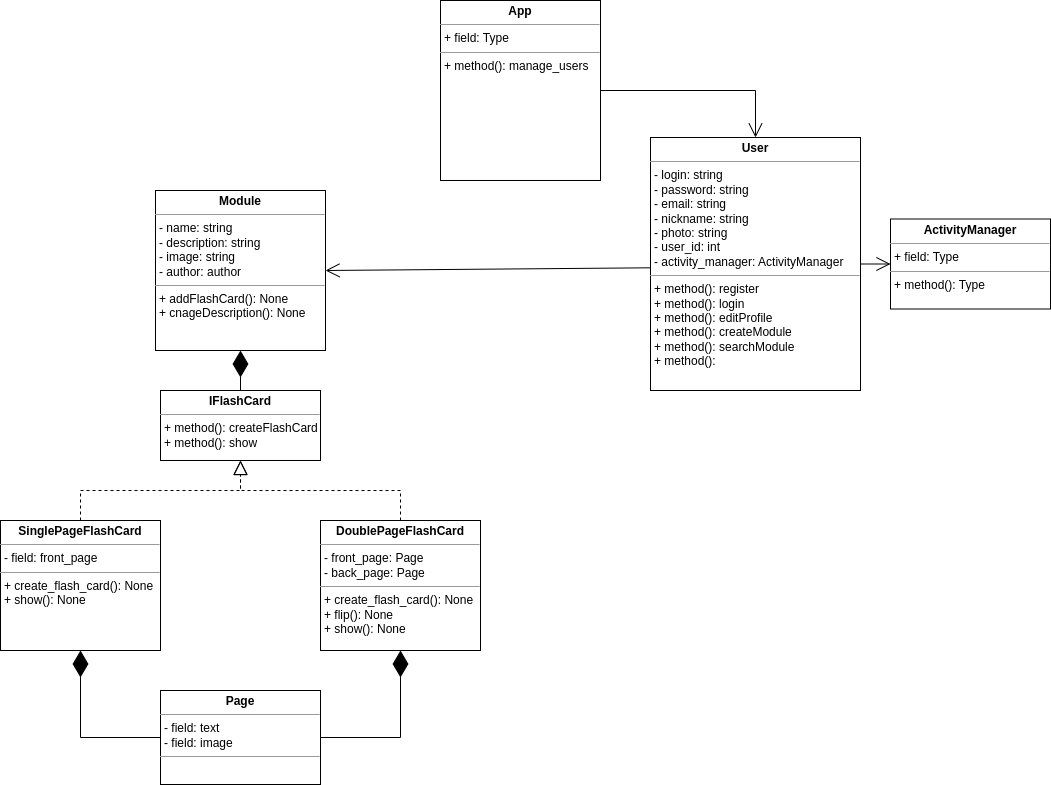 App
+ field: Type
+ method(): manage_users
User
- login: string
- password: string
- email: string
- nickname: string
- photo: string
- user_id: int
- activity_manager: ActivityManager
+ method(): register
+ method(): login
+ method(): editProfile
+ method(): createModule
+ method(): searchModule
+ method():
ActivityManager
+ field: Type
+ method(): Type
Module
- name: string
- description: string
- image: string
- author: author
+ addFlashCard(): None
+ cnageDescription(): None
IFlashCard
+ method(): createFlashCard
+ method(): show
SinglePageFlashCard
- field: front_page
+ create_flash_card(): None
+ show(): None
DoublePageFlashCard
- front_page: Page
- back_page: Page
+ create_flash_card(): None
+ flip(): None
+ show(): None
Page
- field: text
- field: image